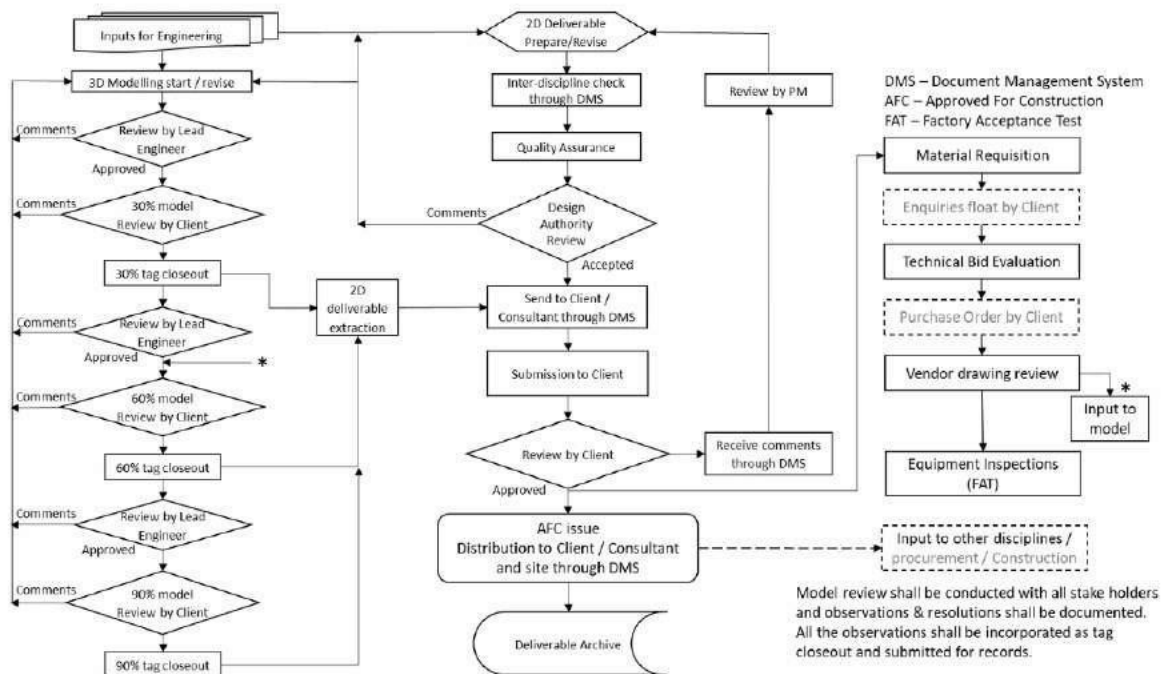 Inputs for Engineering
3D Modelling start / revise
Comments
Review by Lead
Engineer
Approved
Comments
30% model
Review by Client
30% tag closeout
Comments
Review by Lead
Engineer
Approved
*
Comments
60% model
Review by Client
60% tag closeout
Comments
Review by Lead
Engineer
Approved
Comments
90% model
Review by Client
90% tag closeout
2D
deliverable
extraction
2D Deliverable
Prepare/Revise
Inter-discipline check
through DMS
Quality Assurance
Comments
Design
Authority
Review
Accepted
Send to Client /
Consultant through DMS
Submission to Client
Review by Client
Approved
AFC issue
Distribution to Client / Consultant
and site through DMS
Deliverable Archive
Review by PM
Receive comments
through DMS
DMS – Document Management System
AFC – Approved For Construction
FAT – Factory Acceptance Test
Material Requisition
Enquiries float by Client
Technical Bid Evaluation
Purchase Order by Client
Vendor drawing review
*
Input to
model
Equipment Inspections
(FAT)
Input to other disciplines /
procurement / Construction
Model review shall be conducted with all stake holders
and observations & resolutions shall be documented.
All the observations shall be incorporated as tag
closeout and submitted for records.